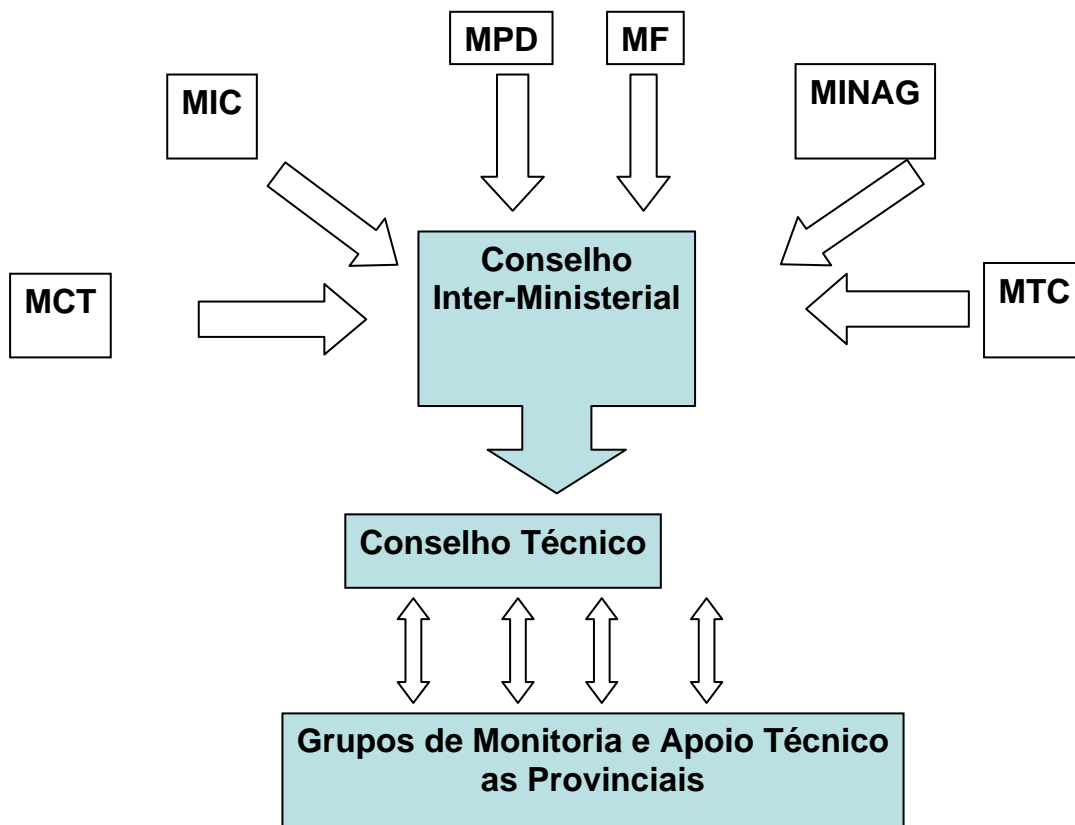 MPD
MF
MIC
MINAG
MCT
MTC
Conselho
Inter-Ministerial
Conselho Técnico
Grupos de Monitoria e Apoio Técnico
as Provinciais